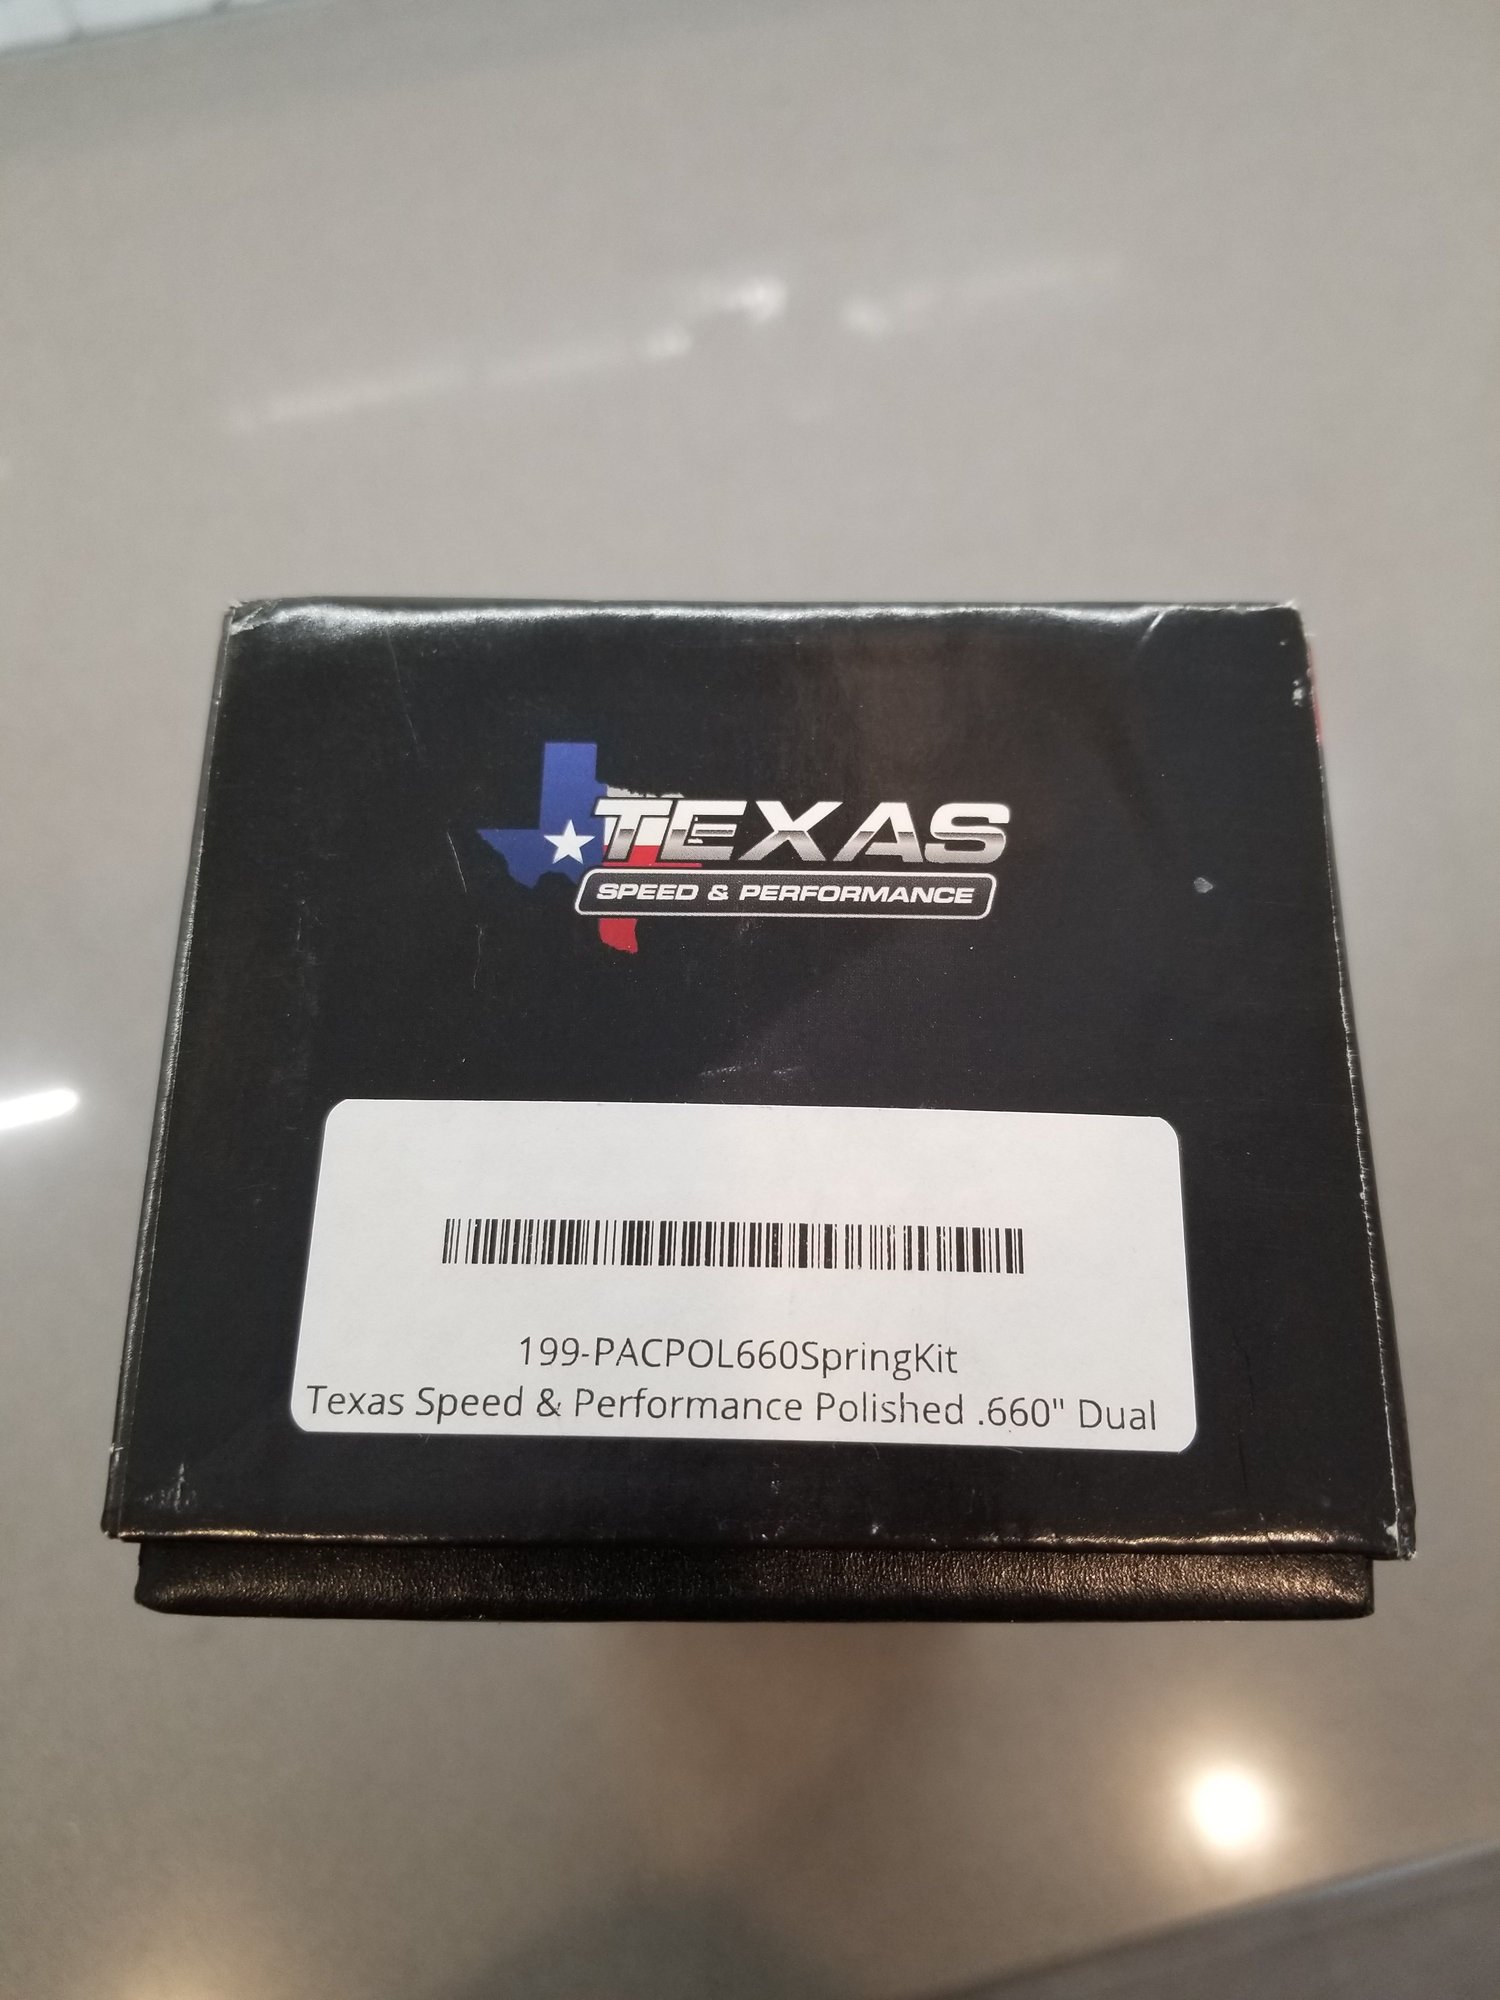 TEXAS
SPEED & PERFORMANCE
199-PACPOL660SpringKit
Texas Speed & Performance Polished .660" Dual